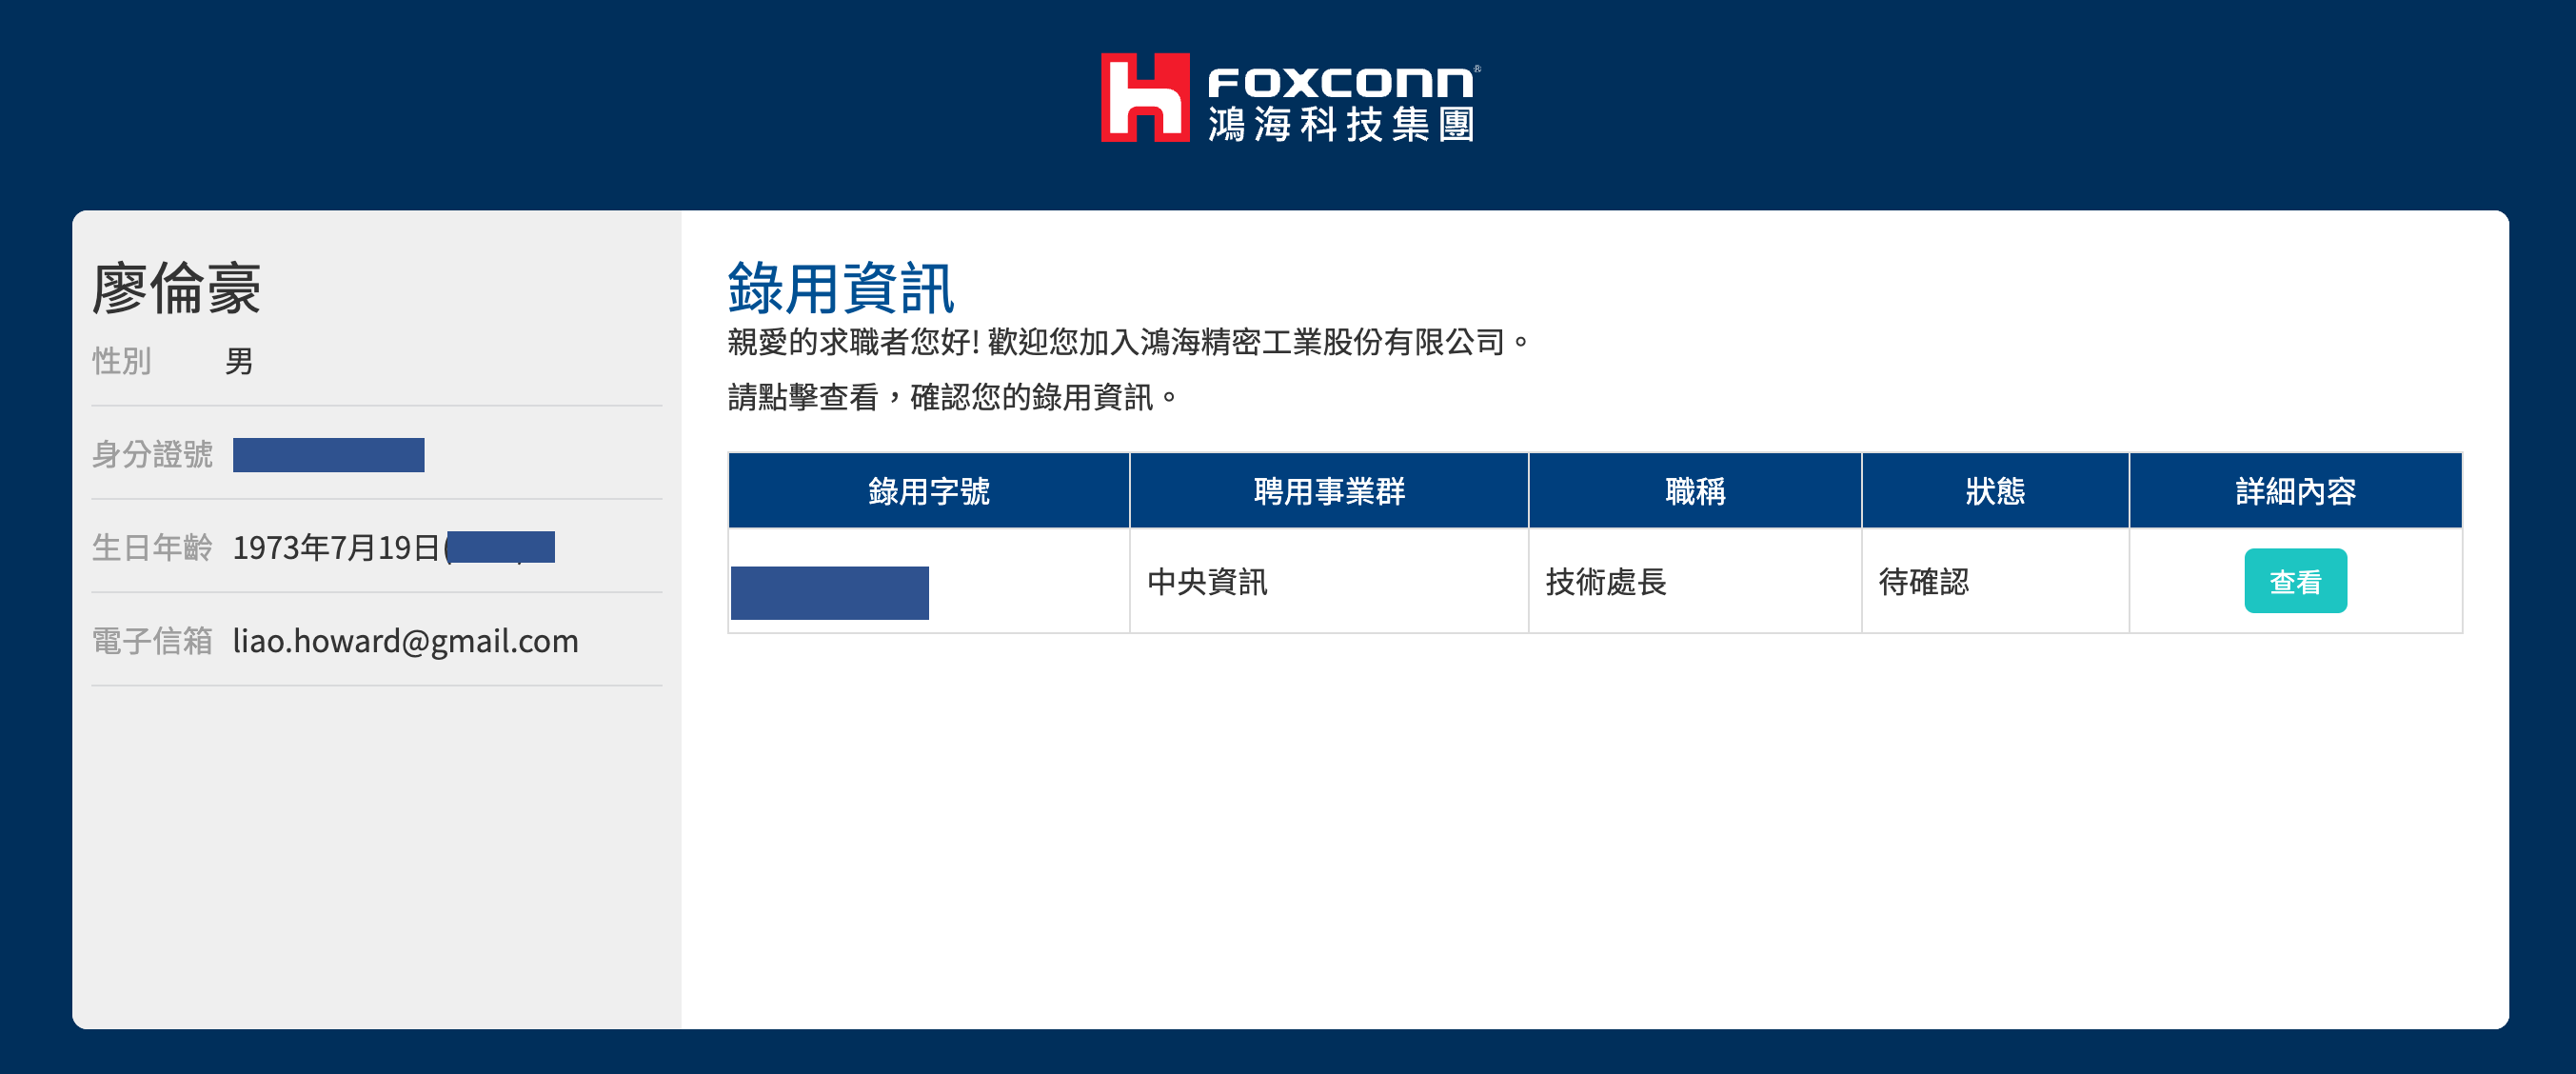 FOXCONN®
鴻海科技集團
廖倫豪
性別 男
身分證號
生日年齡 1973年7月19日(
電子信箱 liao.howard@gmail.com
錄用資訊
親愛的求職者您好! 歡迎您加入鴻海精密工業股份有限公司。
請點擊查看，確認您的錄用資訊。
錄用字號 聘用事業群 職稱 狀態 詳細內容
中央資訊 技術處長 待確認 查看